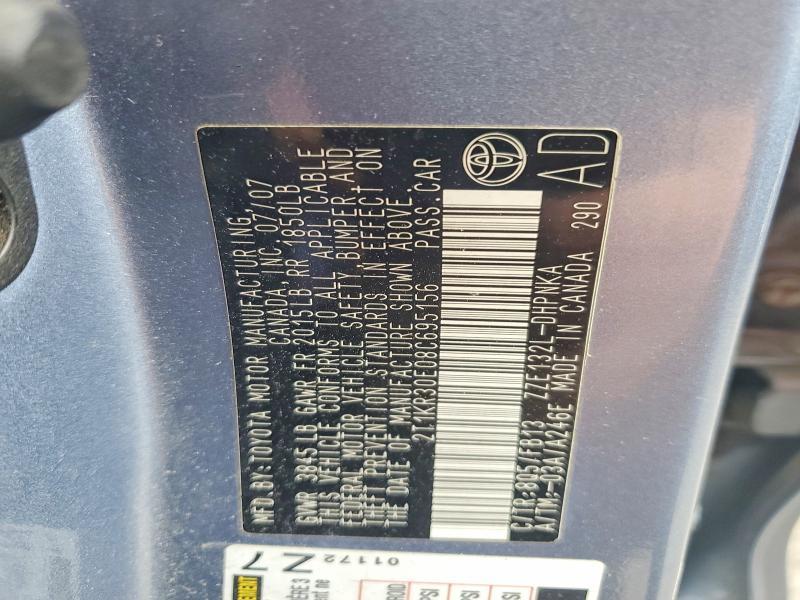 MFD.BY:TOYOTA MOTOR MANUFACTURING,
CANADA, INC. 07/07
GVWR 3845LB GAWR FR 2015LB RR 1850LB
THIS VEHICLE CONFORMS TO ALL APPLICABLE
FEDERAL MOTOR VEHICLE SAFETY, BUMPER, AND
THEFT PREVENTION STANDARDS IN EFFECT ON
THE DATE OF MANUFACTURE SHOWN ABOVE.
2T1KR30E08C695156 PASS.CAR
C/TR:8Q5/FB13 ZZE132L-DHPNKA
A/TM:-03A/A246E MADE IN CANADA 290
AD
01172
Z7